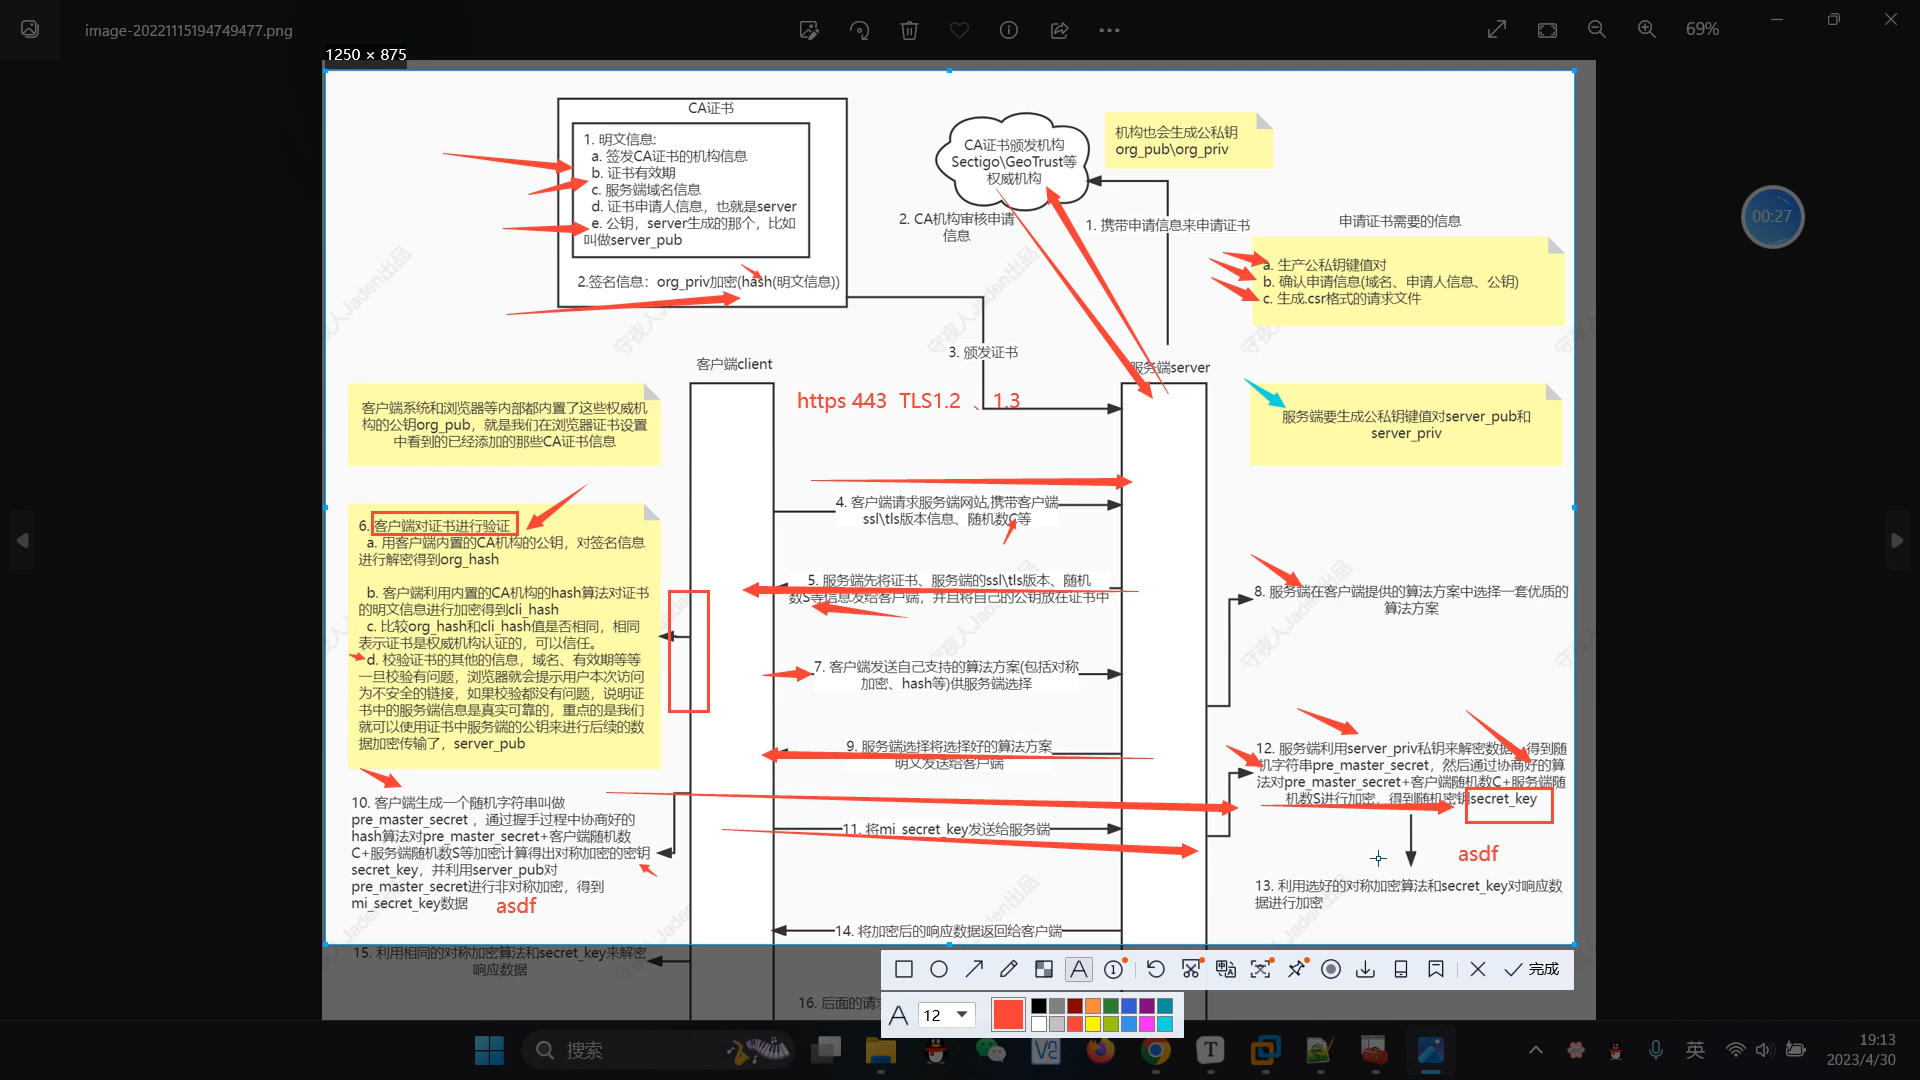 image-20221115194749477.png
69%
1250 × 875
CA证书
1. 明文信息:
a. 签发CA证书的机构信息
b. 证书有效期
c. 服务端域名信息
d. 证书申请人信息，也就是server
e. 公钥，server生成的那个，比如
叫做server_pub
2.签名信息：org_priv加密(hash(明文信息))
CA证书颁发机构
Sectigo\GeoTrust等
权威机构
机构也会生成公私钥
org_pub\org_priv
2. CA机构审核申请
信息
1. 携带申请信息来申请证书
申请证书需要的信息
a. 生产公私钥键值对
b. 确认申请信息(域名、申请人信息、公钥)
c. 生成.csr格式的请求文件
00:27
3. 颁发证书
客户端client
服务端server
https 443 TLS1.2 、 1.3
客户端系统和浏览器等内部都内置了这些权威机
构的公钥org_pub，就是我们在浏览器证书设置
中看到的已经添加的那些CA证书信息
服务端要生成公私钥键值对server_pub和
server_priv
4. 客户端请求服务端网站,携带客户端
ssl\tls版本信息、随机数C等
6. 客户端对证书进行验证
a. 用客户端内置的CA机构的公钥，对签名信息
进行解密得到org_hash
b. 客户端利用内置的CA机构的hash算法对证书
的明文信息进行加密得到cli_hash
c. 比较org_hash和cli_hash值是否相同，相同
表示证书是权威机构认证的，可以信任。
d. 校验证书的其他的信息，域名、有效期等等
一旦校验有问题，浏览器就会提示用户本次访问
为不安全的链接，如果校验都没有问题，说明证
书中的服务端信息是真实可靠的，重点的是我们
就可以使用证书中服务端的公钥来进行后续的数
据加密传输了，server_pub
5. 服务端先将证书、服务端的ssl\tls版本、随机
数S等信息发给客户端，并且将自己的公钥放在证书中
8. 服务端在客户端提供的算法方案中选择一套优质的
算法方案
7. 客户端发送自己支持的算法方案(包括对称
加密、hash等)供服务端选择
9. 服务端选择将选择好的算法方案
明文发送给客户端
12. 服务端利用server_priv私钥来解密数据，得到随
机字符串pre_master_secret，然后通过协商好的算
法对pre_master_secret+客户端随机数C+服务端随
机数S进行加密，得到随机密钥secret_key
10. 客户端生成一个随机字符串叫做
pre_master_secret ，通过握手过程中协商好的
hash算法对pre_master_secret+客户端随机数
C+服务端随机数S等加密计算得出对称加密的密钥
secret_key，并利用server_pub对
pre_master_secret进行非对称加密，得到
mi_secret_key数据
asdf
11. 将mi_secret_key发送给服务端
asdf
13. 利用选好的对称加密算法和secret_key对响应数
据进行加密
14. 将加密后的响应数据返回给客户端
15. 利用相同的对称加密算法和secret_key来解密
响应数据
16. 后面的请求
守夜人Jaden出品
完成
12
搜索
英
19:13
2023/4/30